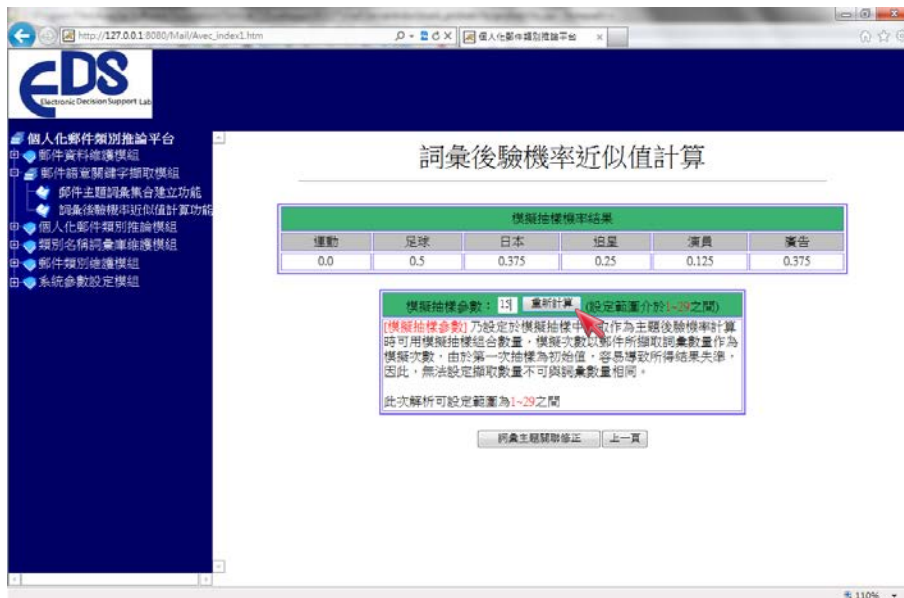 http://127.0.0.1:8080/Mail/Avec_index1.htm
個人化郵件類別推論平台
EDS
Electronic Decision Support Lab
個人化郵件類別推論平台
郵件資料維護模組
郵件語意關鍵字擷取模組
郵件主題詞彙集合建立功能
詞彙後驗機率近似值計算功能
個人化郵件類別推論模組
類別名稱詞彙庫維護模組
郵件類別維護模組
系統參數設定模組
詞彙後驗機率近似值計算
模擬抽樣機率結果
運動 足球 日本 追星 演員 廣告
0.0 0.5 0.375 0.25 0.125 0.375
模擬抽樣參數： 15 重新計算 (設定範圍介於1~29之間)
[模擬抽樣參數] 乃設定於模擬抽樣中 取作為主題後驗機率計算
時可用模擬抽樣組合數量，模擬次數以郵件所擷取詞彙數量作為
模擬次數，由於第一次抽樣為初始值，容易導致所得結果失準，
因此，無法設定擷取數量不可與詞彙數量相同。
此次解析可設定範圍為1~29之間
詞彙主題關聯修正 上一頁
110%